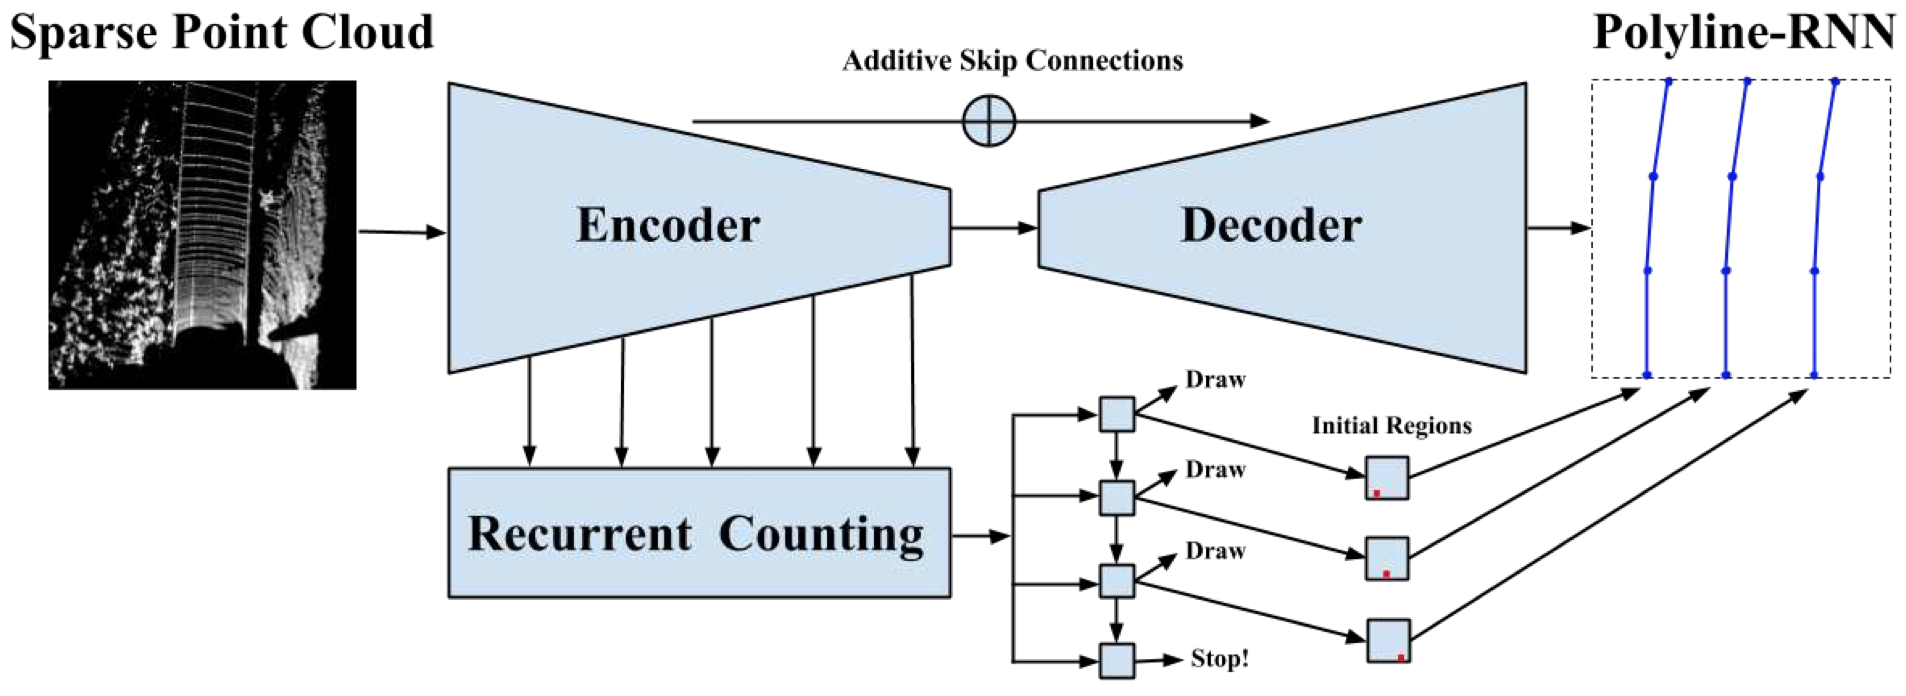 Sparse Point Cloud
Polyline-RNN
Additive Skip Connections
Encoder
Decoder
Draw
Initial Regions
Draw
Recurrent Counting
Draw
Stop!